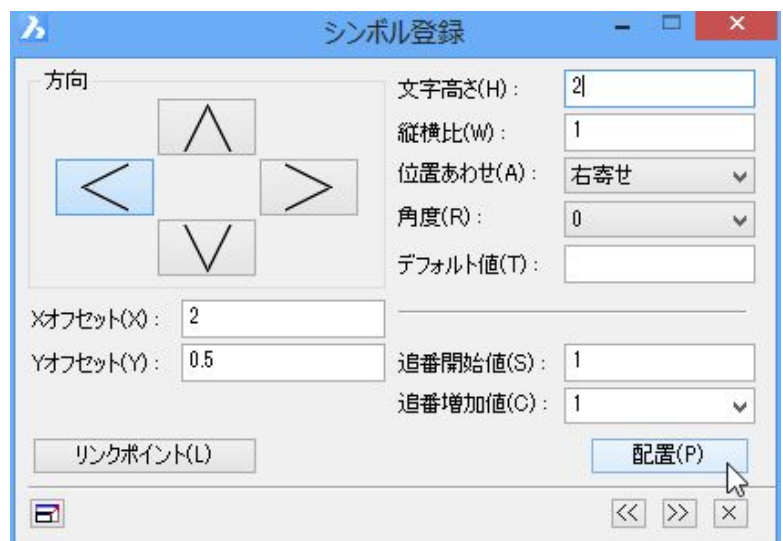 シンボル登録
方向
文字高さ(H): 2
縦横比(W): 1
位置あわせ(A): 右寄せ
角度(R): 0
デフォルト値(T):
Xオフセット(X): 2
Yオフセット(Y): 0.5
追番開始値(S): 1
追番増加値(C): 1
リンクポイント(L)
配置(P)
<< >> ×